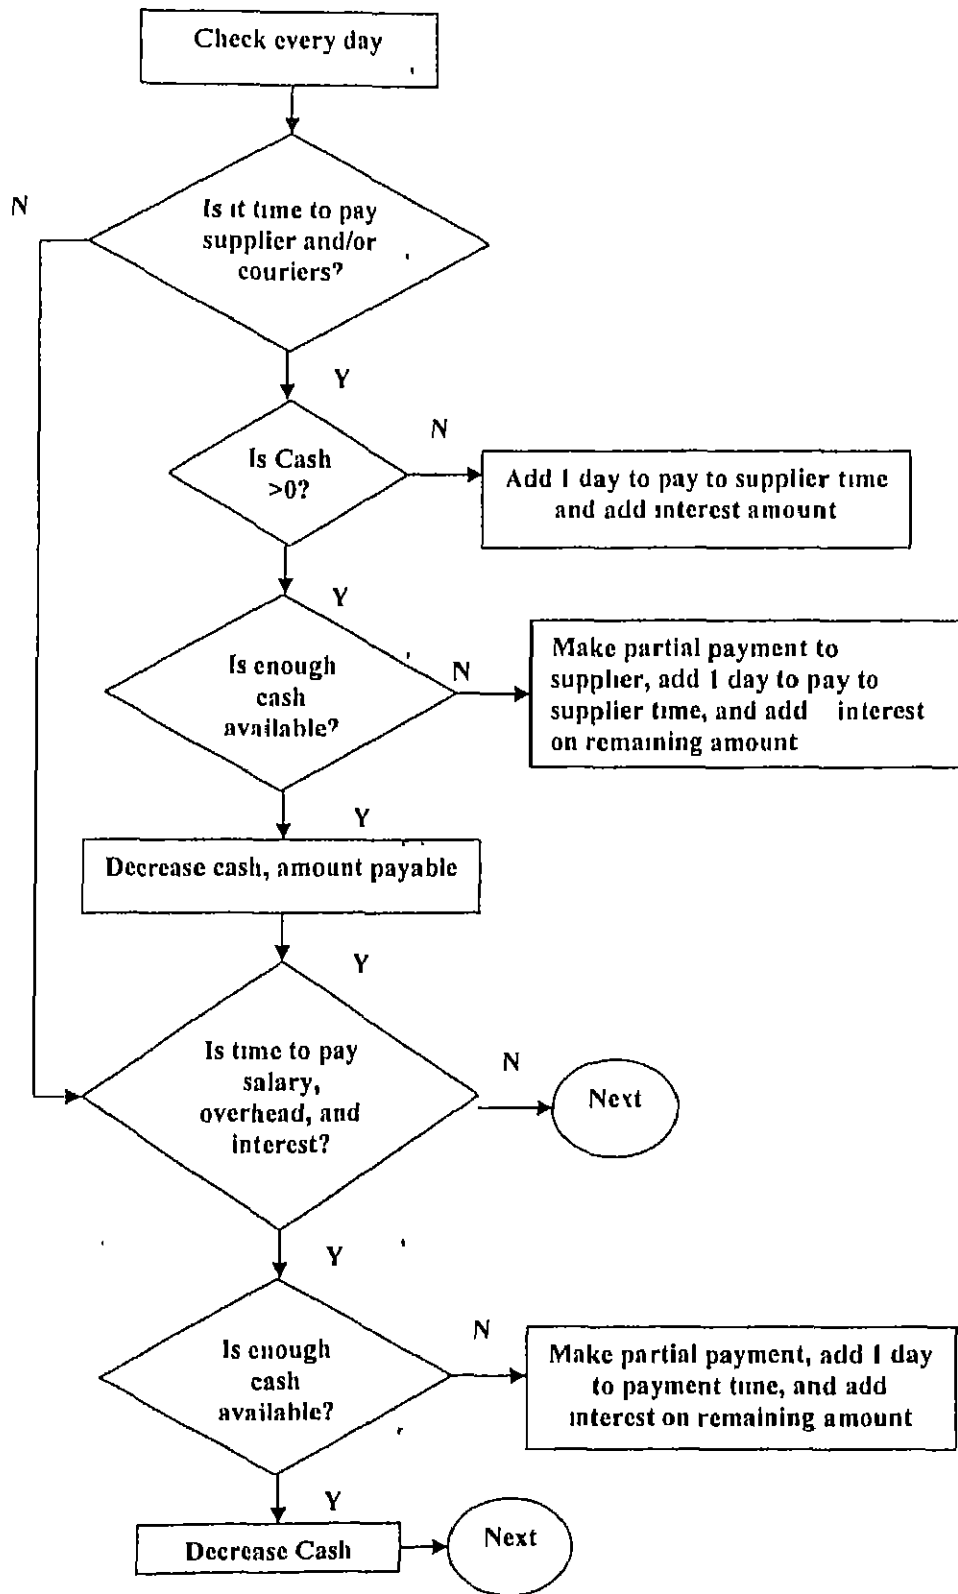 Check every day
N
Is it time to pay
supplier and/or
couriers?
Y
Is Cash
>0?
N
Add 1 day to pay to supplier time
and add interest amount
Y
Is enough
cash
available?
N
Make partial payment to
supplier, add 1 day to pay to
supplier time, and add interest
on remaining amount
Y
Decrease cash, amount payable
Y
Is time to pay
salary,
overhead, and
interest?
N
Next
Y
Is enough
cash
available?
N
Make partial payment, add 1 day
to payment time, and add
interest on remaining amount
Y
Decrease Cash
Next